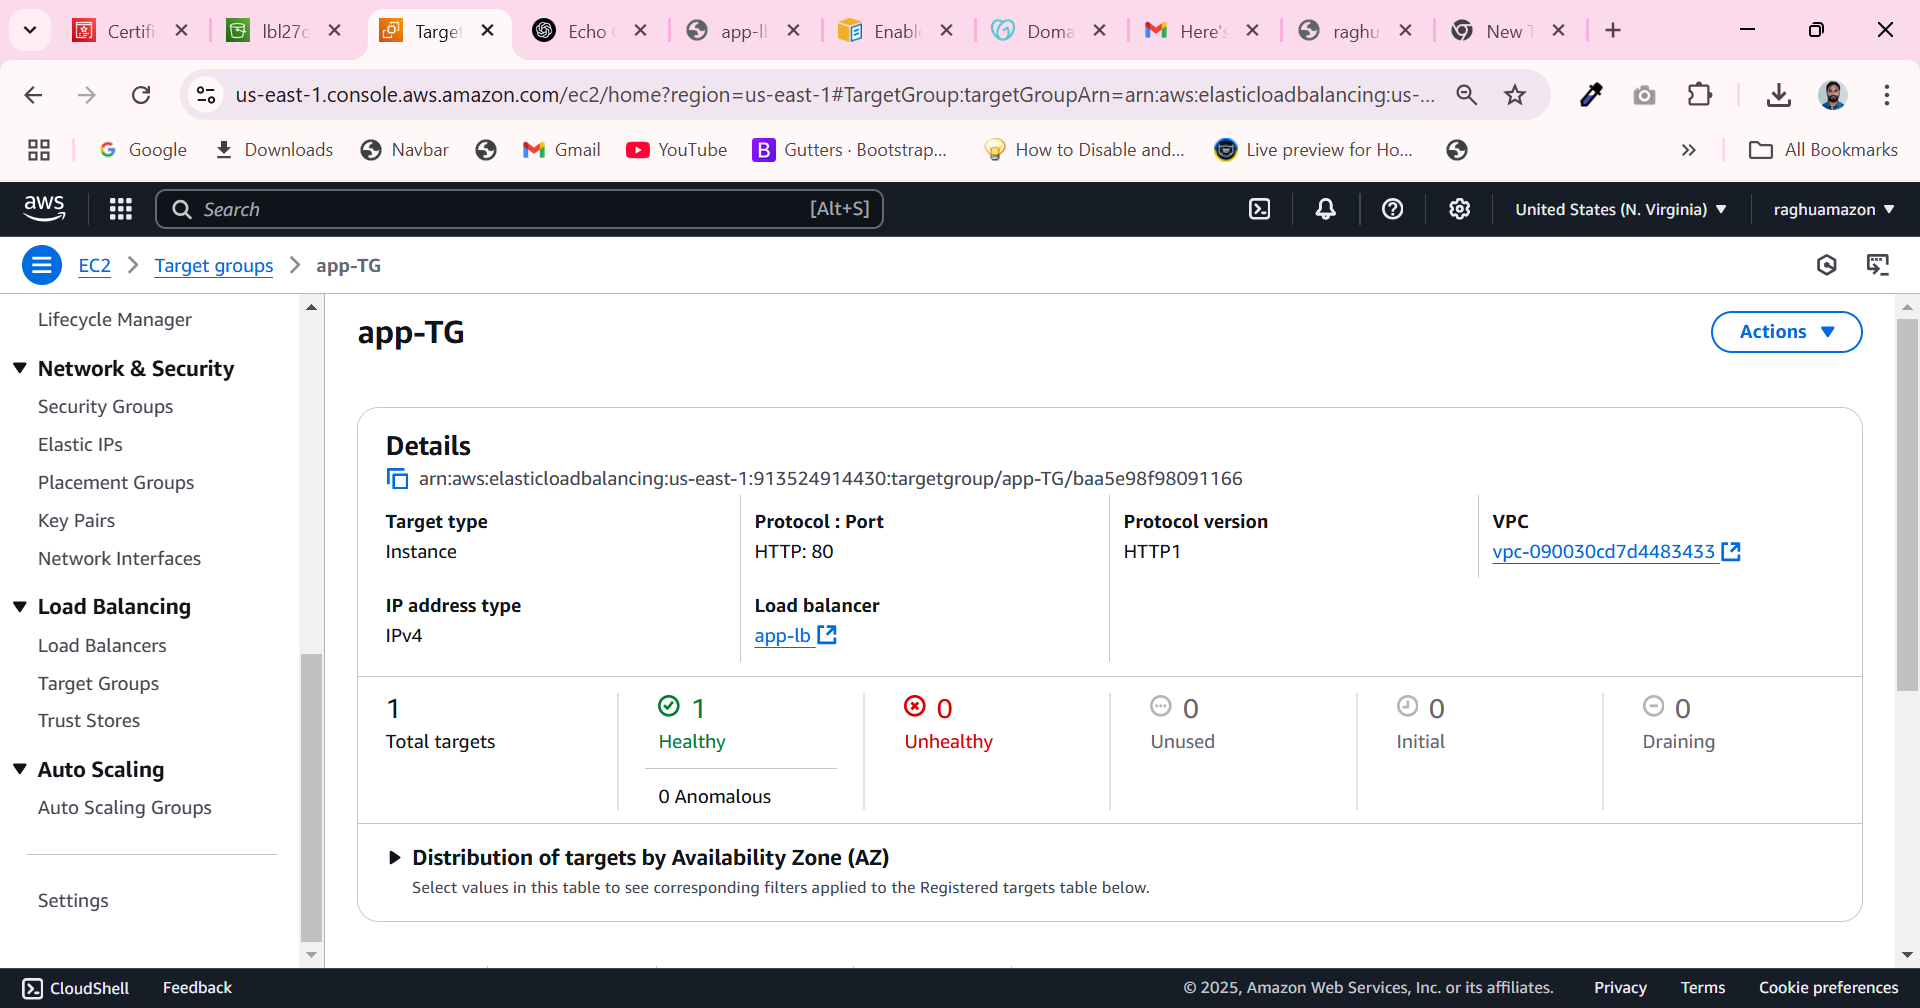 Certifi
lbl27c
Target
Echo
app-l
Enabl
Doma
Here's
raghu
New T
us-east-1.console.aws.amazon.com/ec2/home?region=us-east-1#TargetGroup:targetGroupArn=arn:aws:elasticloadbalancing:us-...
Google
Downloads
Navbar
Gmail
YouTube
B
Gutters · Bootstrap...
How to Disable and...
Live preview for Ho...
All Bookmarks
aws
Search
[Alt+S]
United States (N. Virginia)
raghuamazon
EC2
Target groups
app-TG
Lifecycle Manager
Network & Security
Security Groups
Elastic IPs
Placement Groups
Key Pairs
Network Interfaces
Load Balancing
Load Balancers
Target Groups
Trust Stores
Auto Scaling
Auto Scaling Groups
Settings
app-TG
Actions
Details
arn:aws:elasticloadbalancing:us-east-1:913524914430:targetgroup/app-TG/baa5e98f98091166
Target type
Instance
Protocol : Port
HTTP: 80
Protocol version
HTTP1
VPC
vpc-090030cd7d4483433
IP address type
IPv4
Load balancer
app-lb
1
Total targets
1
Healthy
0 Anomalous
0
Unhealthy
0
Unused
0
Initial
0
Draining
Distribution of targets by Availability Zone (AZ)
Select values in this table to see corresponding filters applied to the Registered targets table below.
CloudShell
Feedback
© 2025, Amazon Web Services, Inc. or its affiliates.
Privacy
Terms
Cookie preferences